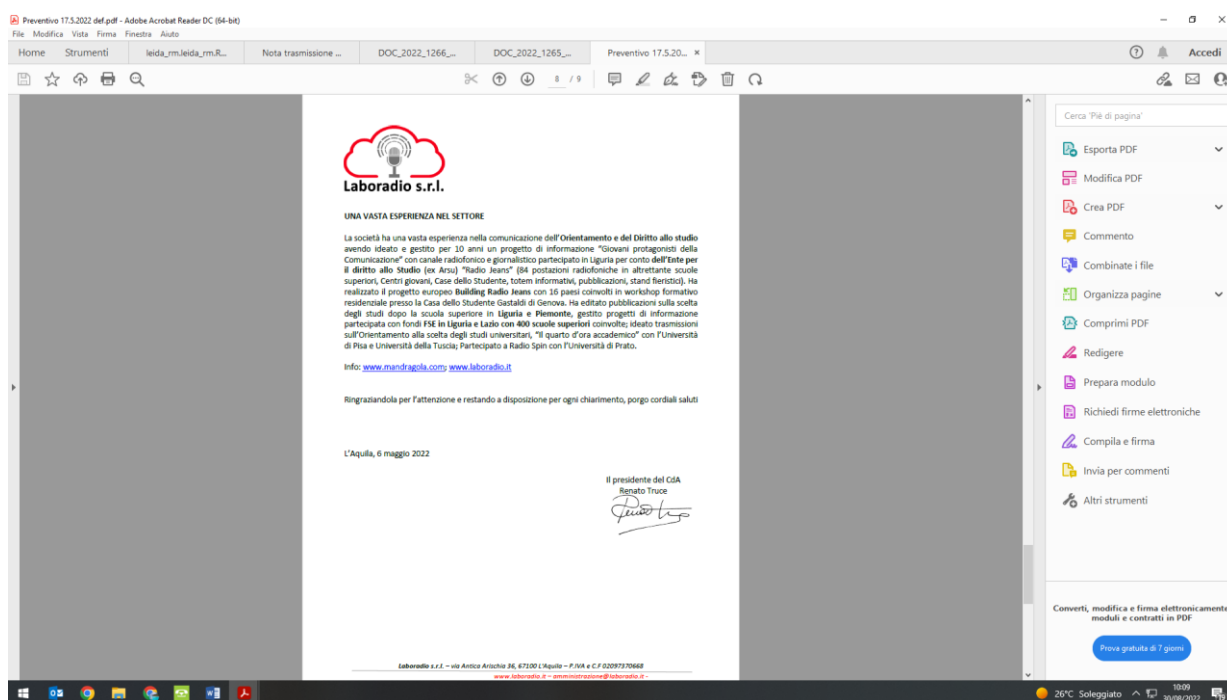 Preventivo 17.5.2022 def.pdf - Adobe Acrobat Reader DC (64-bit)
File Modifica Vista Firma Finestra Aiuto
Home Strumenti leida_rm.leida_rm.R... Nota trasmissione ... DOC_2022_1266_... DOC_2022_1265_... Preventivo 17.5.20... × Accedi
8 / 9
Laboradio s.r.l.
UNA VASTA ESPERIENZA NEL SETTORE
La società ha una vasta esperienza nella comunicazione dell'Orientamento e del Diritto allo studio
avendo ideato e gestito per 10 anni un progetto di informazione "Giovani protagonisti della
Comunicazione" con canale radiofonico e giornalistico partecipato in Liguria per conto dell'Ente per
il diritto allo Studio (ex Arsu) "Radio Jeans" (84 postazioni radiofoniche in altrettante scuole
superiori, Centri giovani, Case dello Studente, totem informativi, pubblicazioni, stand fieristici). Ha
realizzato il progetto europeo Building Radio Jeans con 16 paesi coinvolti in workshop formativo
residenziale presso la Casa dello Studente Gastaldi di Genova. Ha editato pubblicazioni sulla scelta
degli studi dopo la scuola superiore in Liguria e Piemonte, gestito progetti di informazione
partecipata con fondi FSE in Liguria e Lazio con 400 scuole superiori coinvolte; ideato trasmissioni
sull'Orientamento alla scelta degli studi universitari, "Il quarto d'ora accademico" con l'Università
di Pisa e Università della Tuscia; Partecipato a Radio Spin con l'Università di Prato.
Info: www.mandragola.com; www.laboradio.it
Ringraziandola per l'attenzione e restando a disposizione per ogni chiarimento, porgo cordiali saluti
L'Aquila, 6 maggio 2022
Il presidente del CdA
Renato Truce
Laboradio s.r.l. – via Antica Arischia 36, 67100 L'Aquila – P.IVA e C.F 02097370668
www.laboradio.it – amministrazione@laboradio.it -
Cerca 'Piè di pagina'
Esporta PDF
Modifica PDF
Crea PDF
Commento
Combinate i file
Organizza pagine
Comprimi PDF
Redigere
Prepara modulo
Richiedi firme elettroniche
Compila e firma
Invia per commenti
Altri strumenti
Converti, modifica e firma elettronicamente
moduli e contratti in PDF
Prova gratuita di 7 giorni
26°C Soleggiato
10:09
30/08/2022